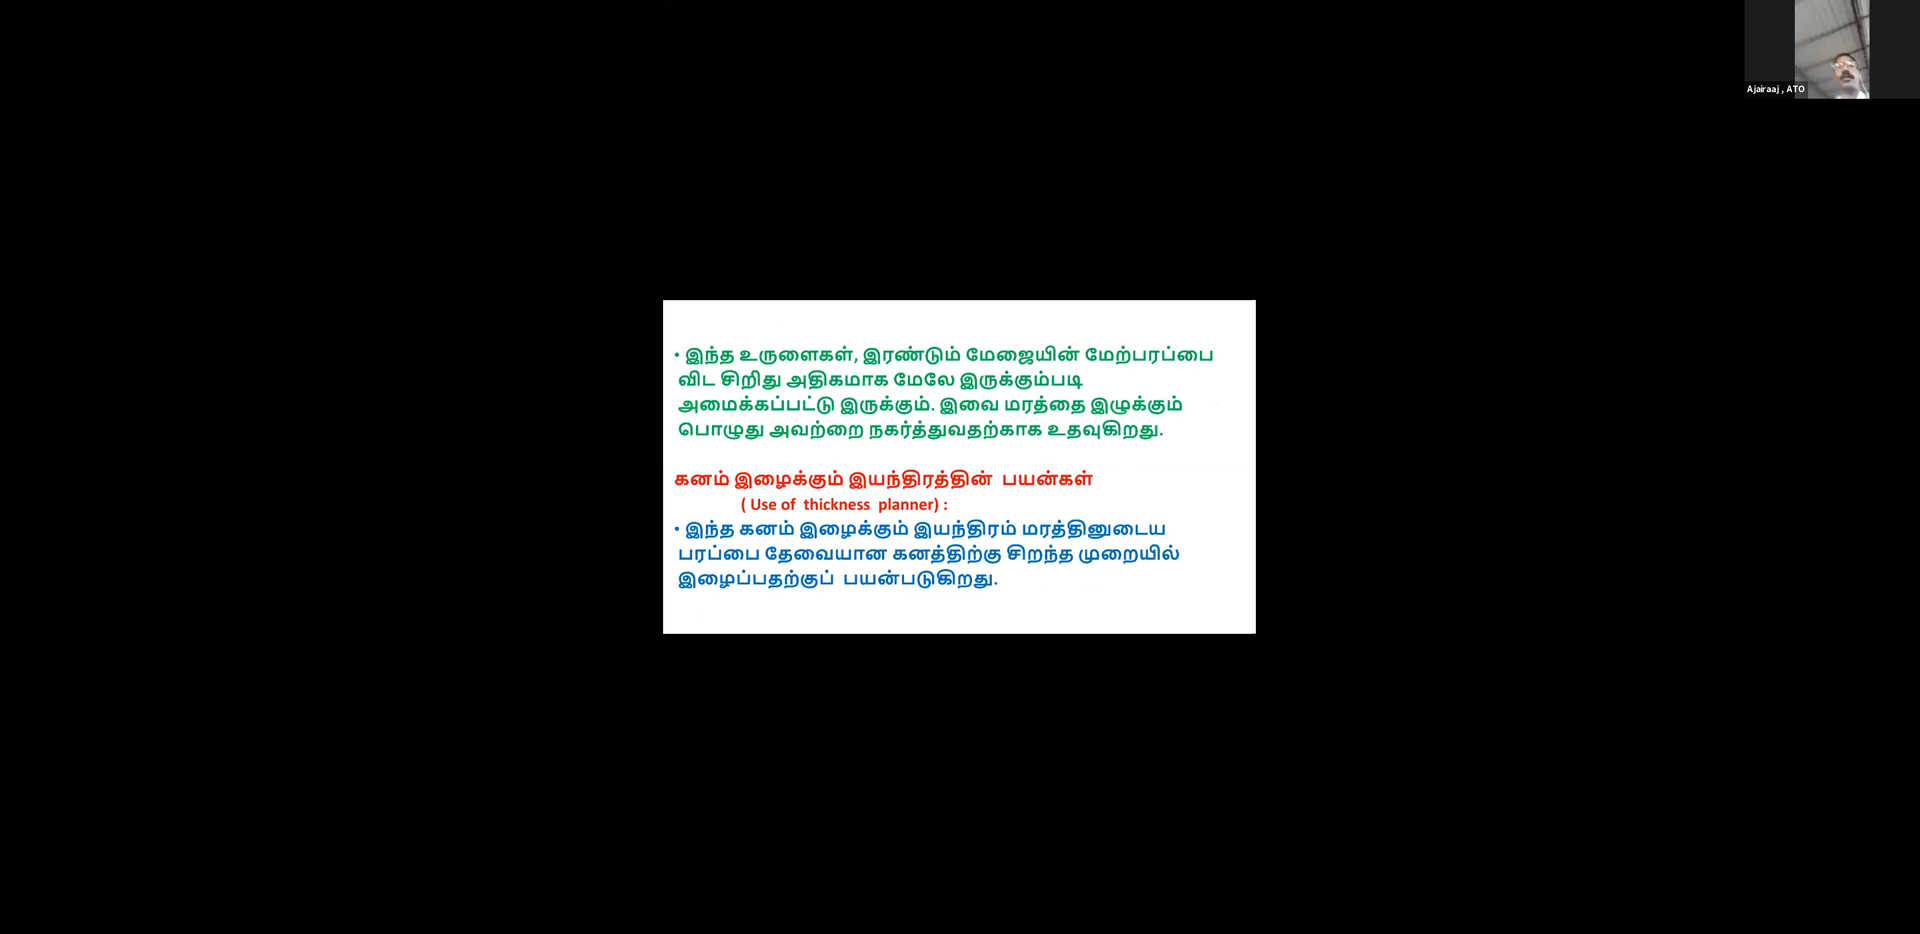 Ajairaaj , ATO
• இந்த உருளைகள், இரண்டும் மேஜையின் மேற்பரப்பை
விட சிறிது அதிகமாக மேலே இருக்கும்படி
அமைக்கப்பட்டு இருக்கும். இவை மரத்தை இழுக்கும்
பொழுது அவற்றை நகர்த்துவதற்காக உதவுகிறது.
கனம் இழைக்கும் இயந்திரத்தின் பயன்கள்
( Use of thickness planner) :
• இந்த கனம் இழைக்கும் இயந்திரம் மரத்தினுடைய
பரப்பை தேவையான கனத்திற்கு சிறந்த முறையில்
இழைப்பதற்குப் பயன்படுகிறது.